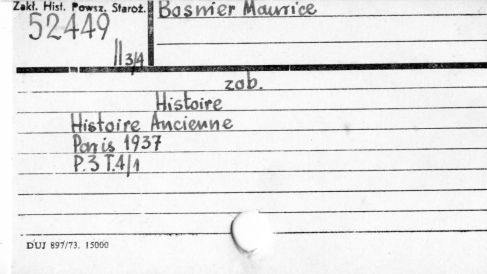 Zakł. Hist. Powsz. Staroż.
Bosnier Maurice
52449
II 3/4
zob.
Histoire
Histoire Ancienne
Paris 1937
P.3 T.4/1
DUJ 897/73. 15000